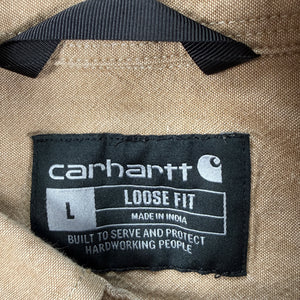 carhartt
L
LOOSE FIT
MADE IN INDIA
BUILT TO SERVE AND PROTECT
HARDWORKING PEOPLE